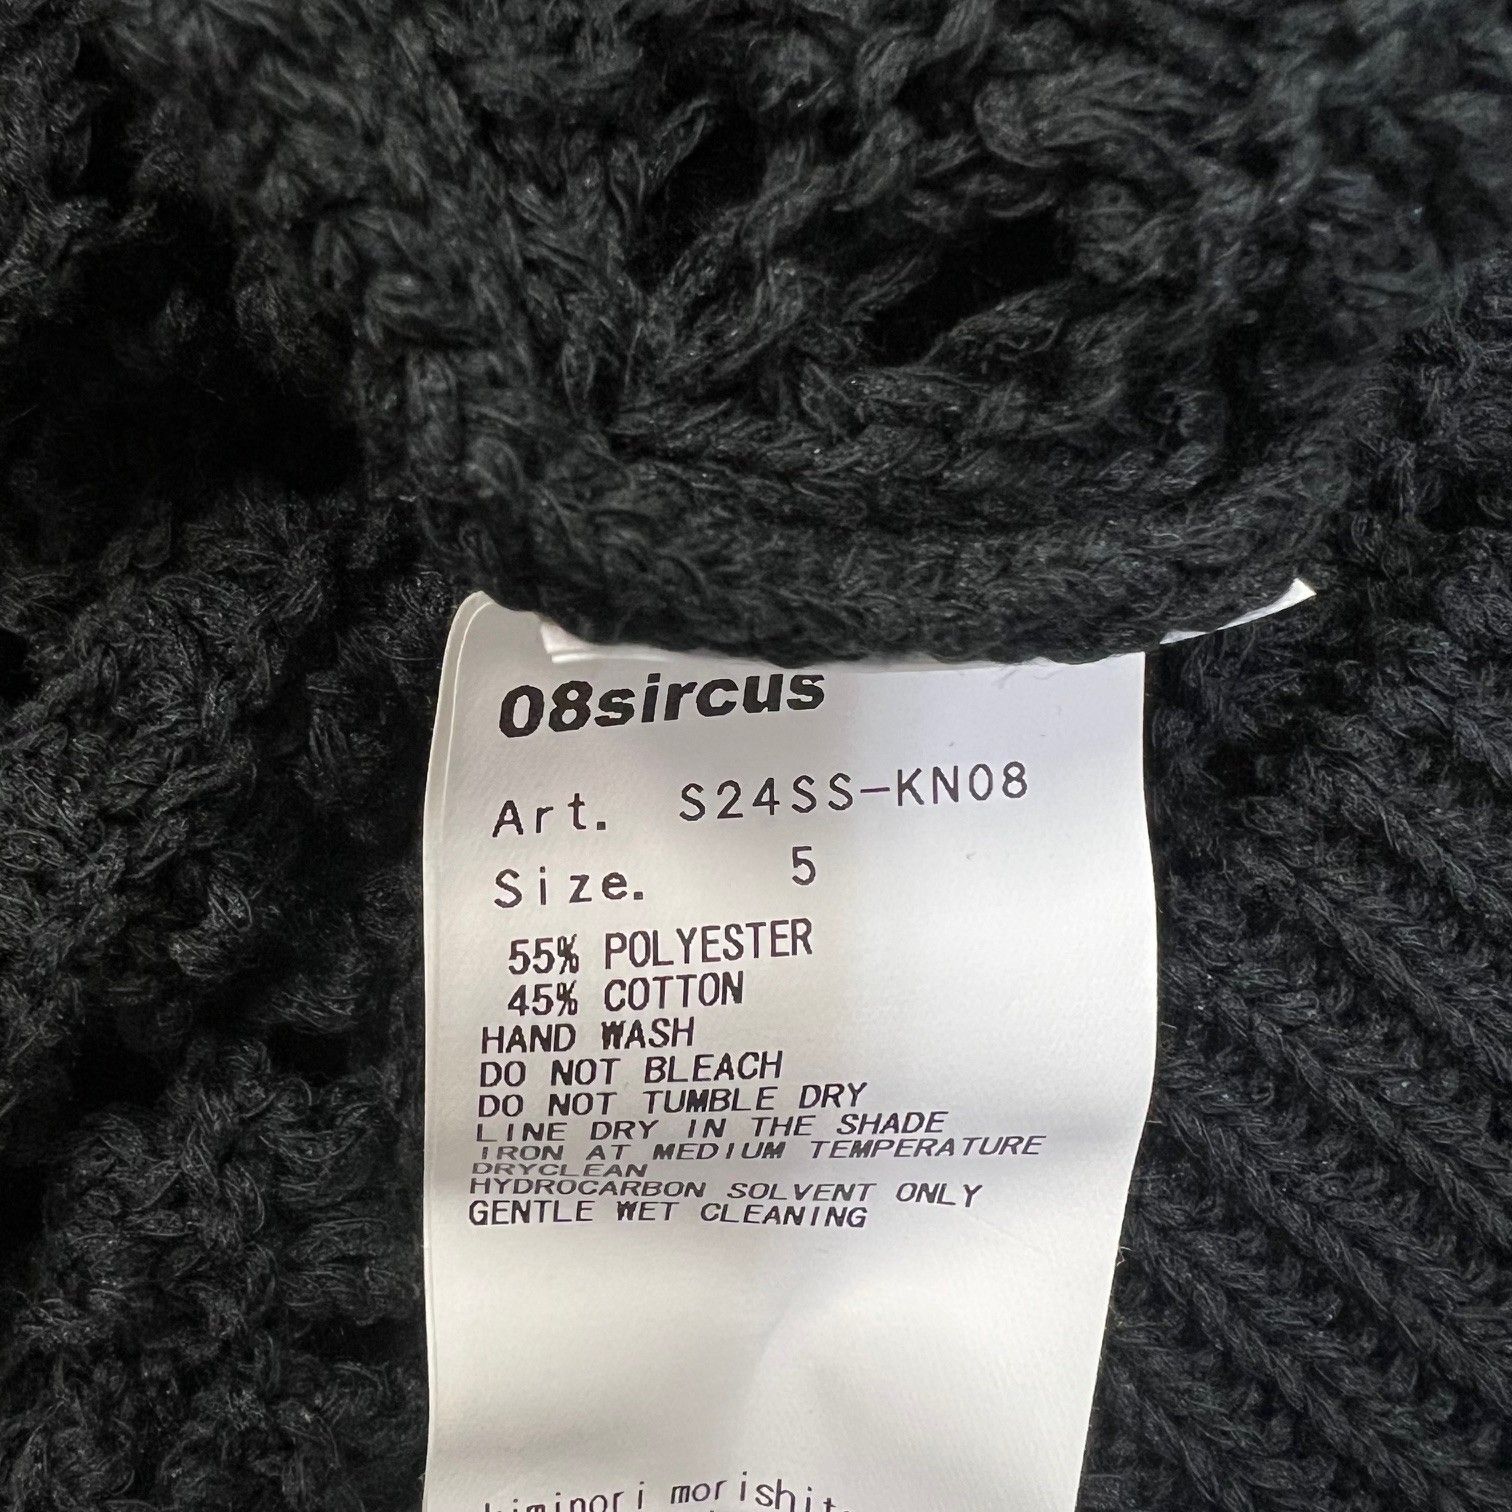 08sircus
Art. S24SS-KN08
Size. 5
55% POLYESTER
45% COTTON
HAND WASH
DO NOT BLEACH
DO NOT TUMBLE DRY
LINE DRY IN THE SHADE
IRON AT MEDIUM TEMPERATURE
DRYCLEAN
HYDROCARBON SOLVENT ONLY
GENTLE WET CLEANING